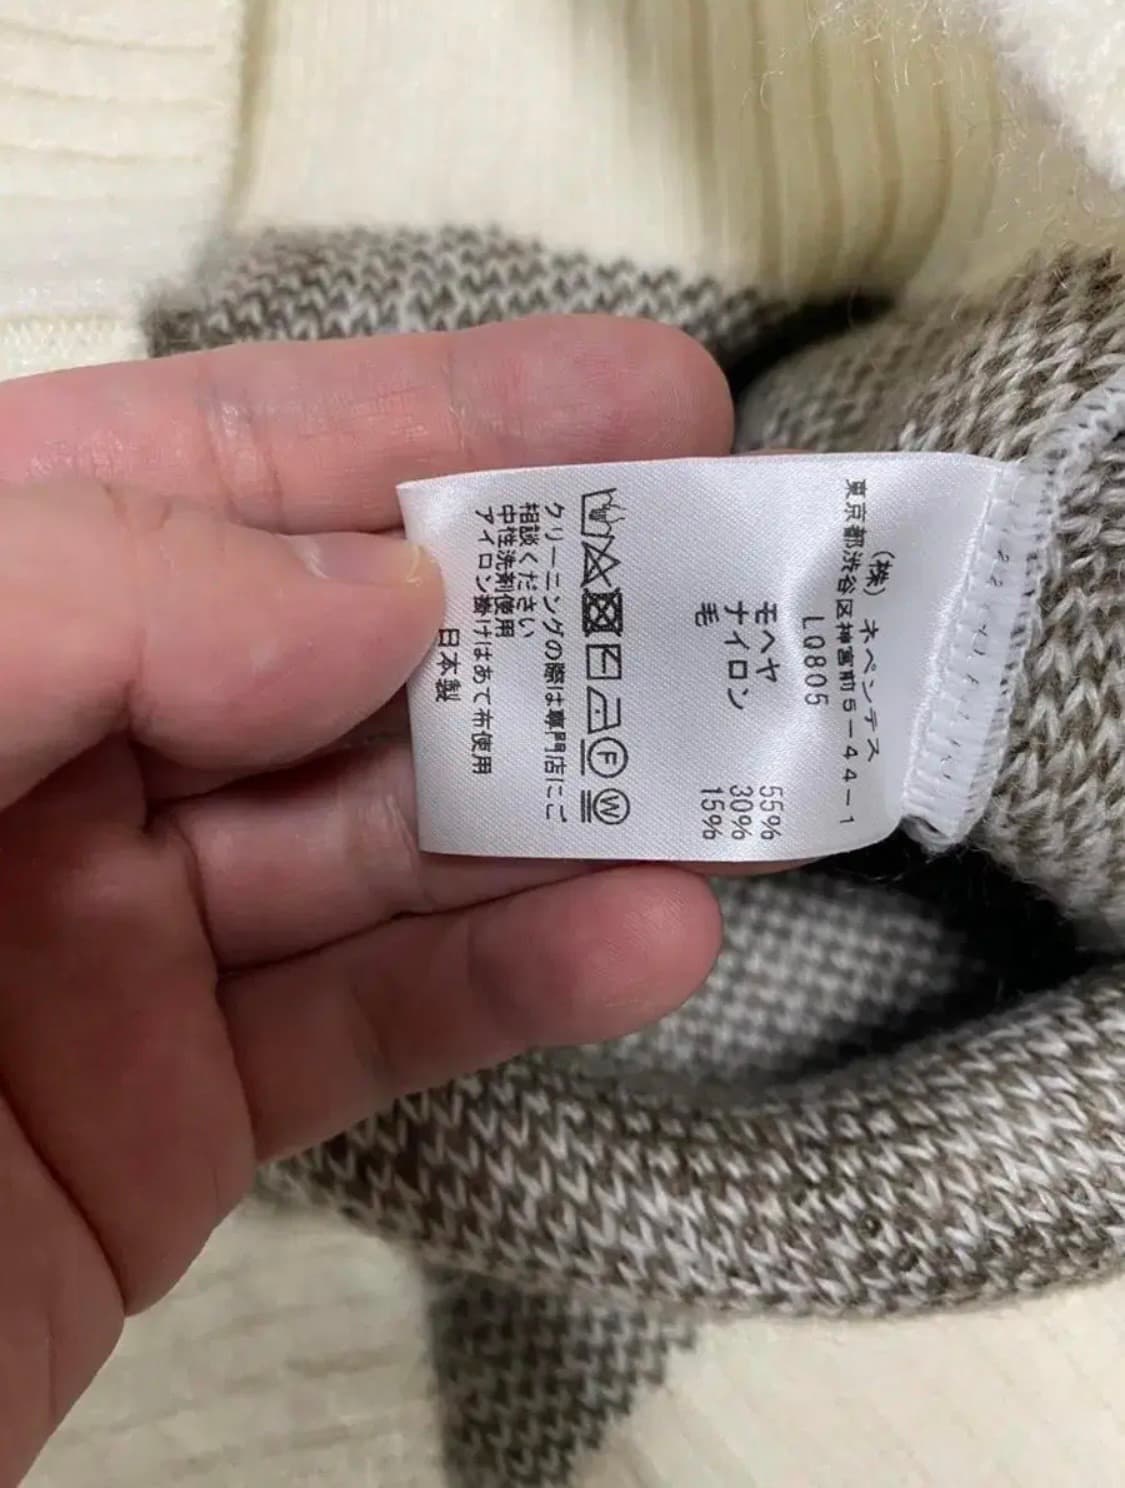 (株) ネペンテス
東京都渋谷区神宮前5-44-1
LQ805
モヘヤ 55%
ナイロン 30%
毛 15%
F W
クリーニングの際は専門店にご
相談ください
中性洗剤使用
アイロン掛けはあて布使用
日本製